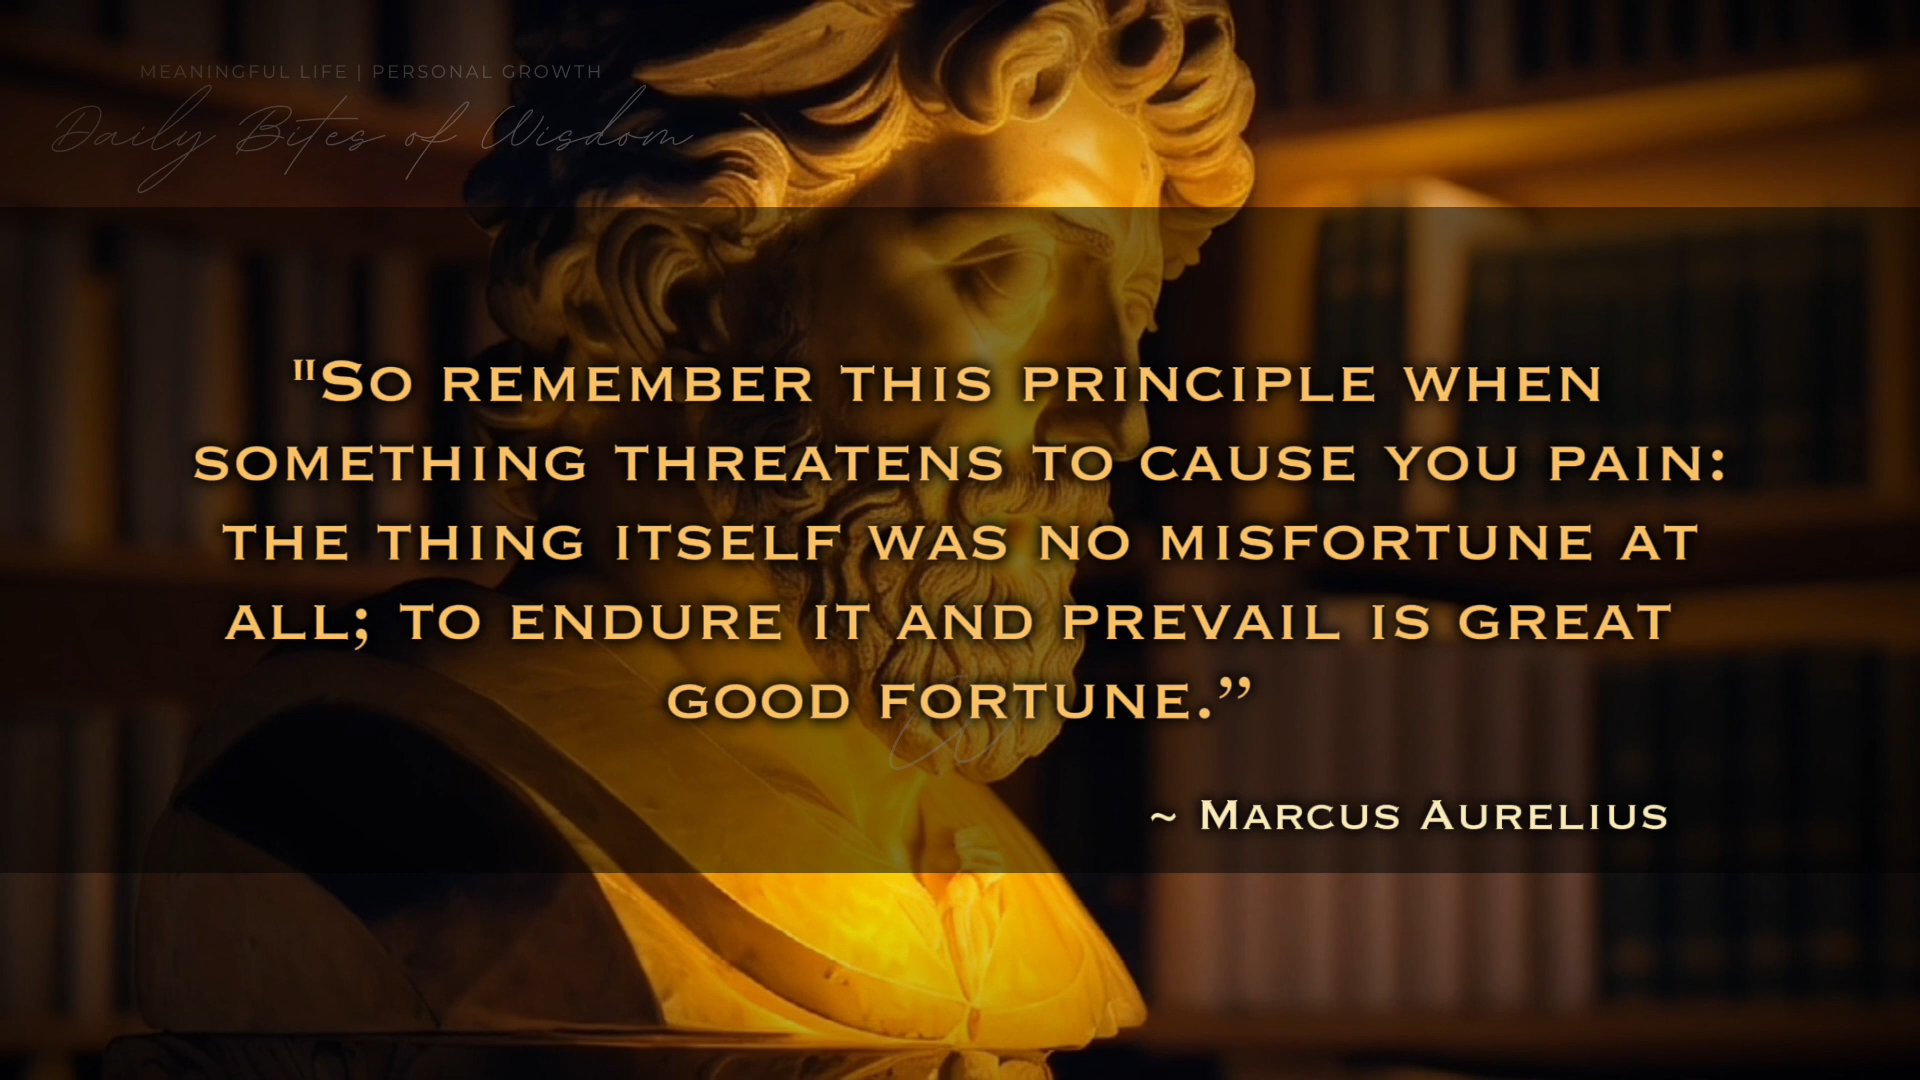 MEANINGFUL LIFE | PERSONAL GROWTH
Daily Bites of Wisdom
"So remember this principle when
something threatens to cause you pain:
the thing itself was no misfortune at
all; to endure it and prevail is great
good fortune.’’
~ Marcus Aurelius